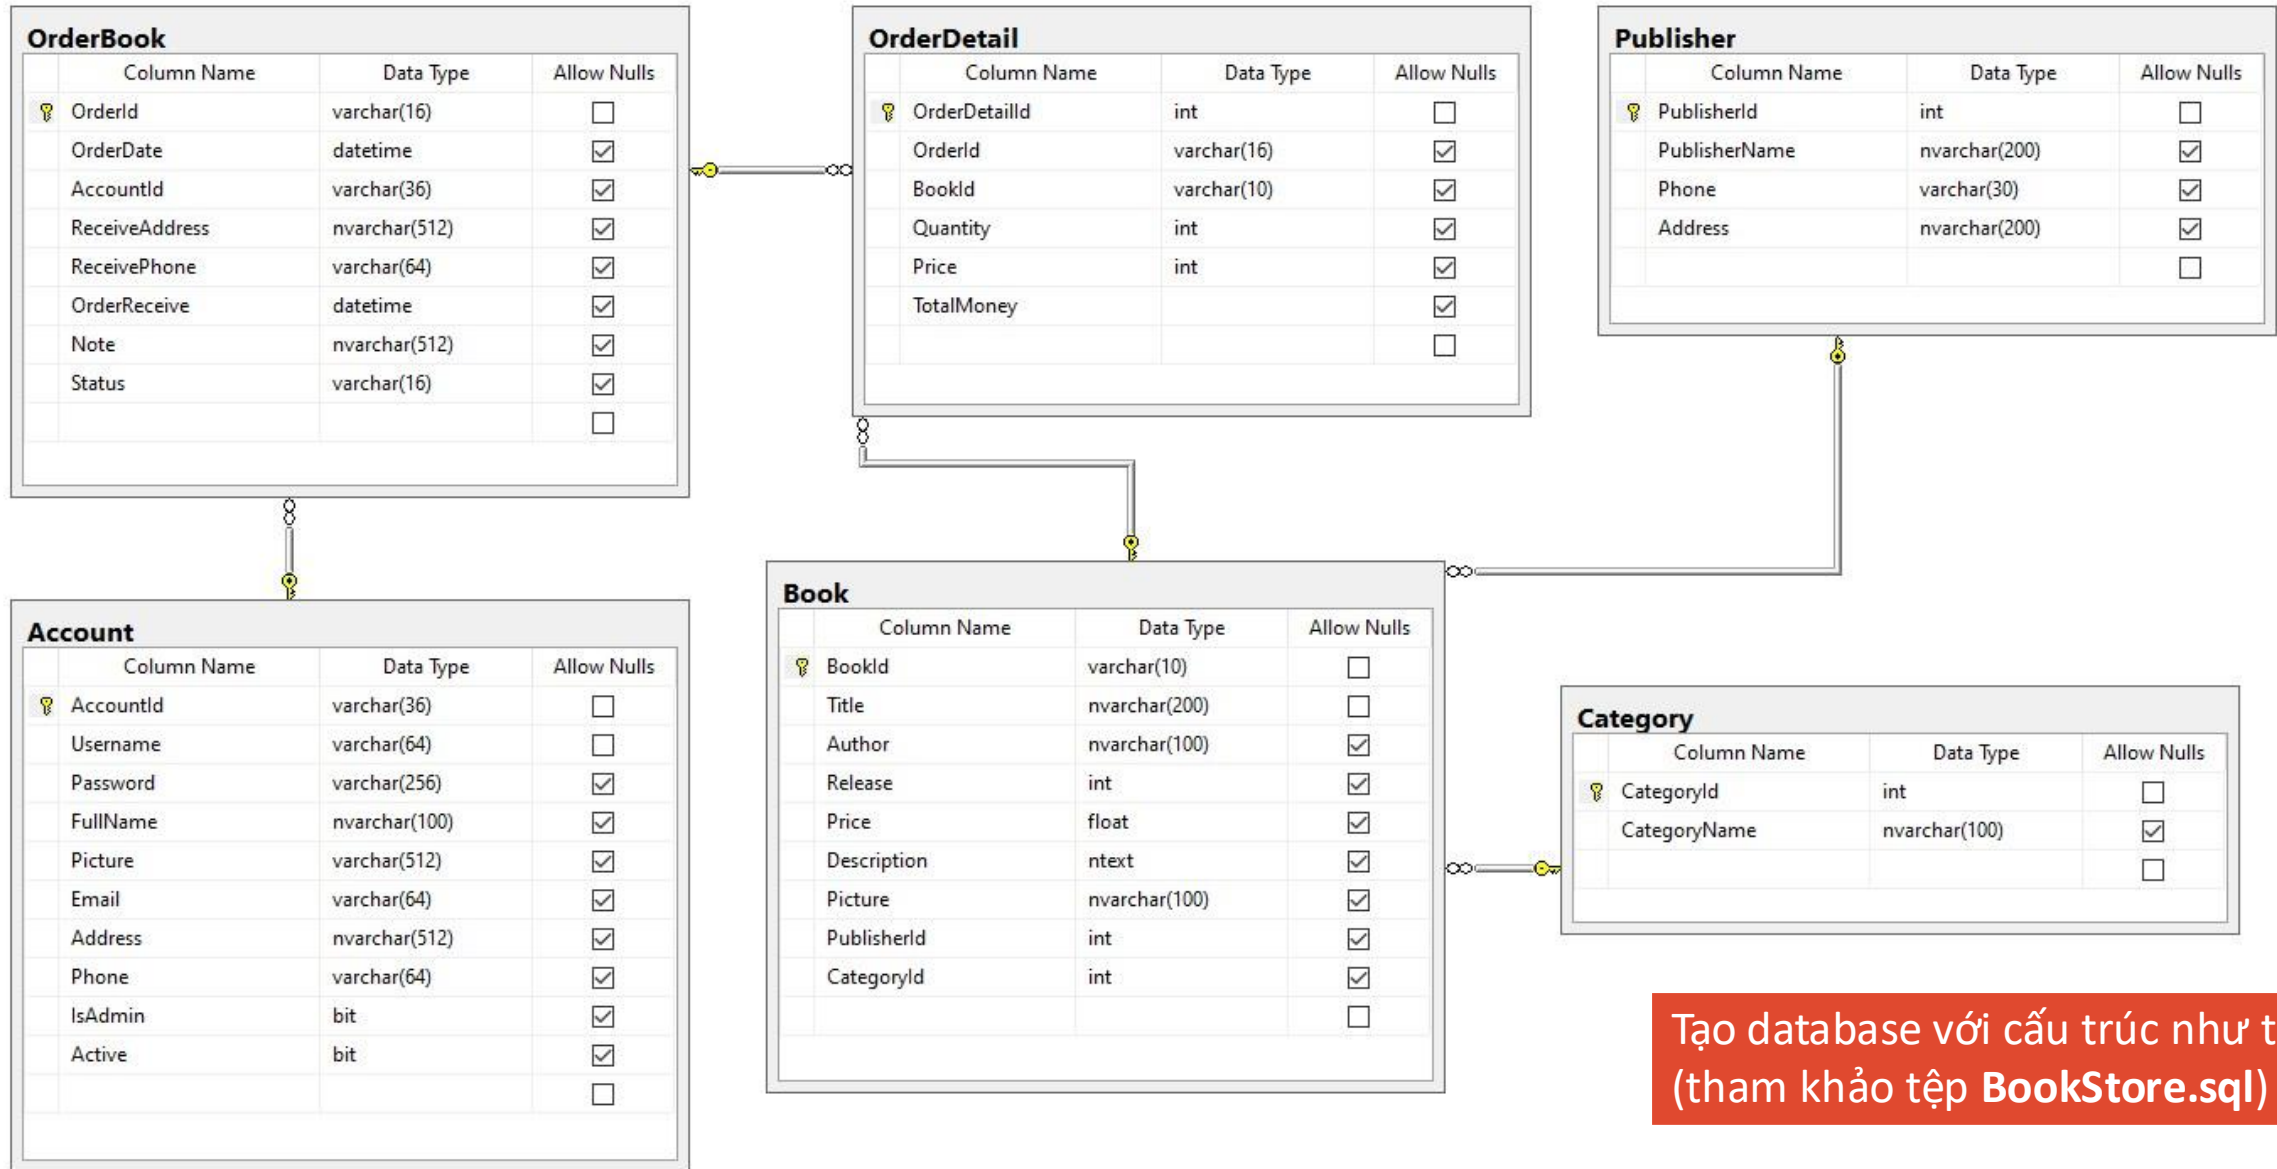 OrderBook
Column Name Data Type Allow Nulls
OrderId varchar(16)
OrderDate datetime
AccountId varchar(36)
ReceiveAddress nvarchar(512)
ReceivePhone varchar(64)
OrderReceive datetime
Note nvarchar(512)
Status varchar(16)
OrderDetail
Column Name Data Type Allow Nulls
OrderDetailId int
OrderId varchar(16)
BookId varchar(10)
Quantity int
Price int
TotalMoney
Publisher
Column Name Data Type Allow Nulls
PublisherId int
PublisherName nvarchar(200)
Phone varchar(30)
Address nvarchar(200)
Account
Column Name Data Type Allow Nulls
AccountId varchar(36)
Username varchar(64)
Password varchar(256)
FullName nvarchar(100)
Picture varchar(512)
Email varchar(64)
Address nvarchar(512)
Phone varchar(64)
IsAdmin bit
Active bit
Book
Column Name Data Type Allow Nulls
BookId varchar(10)
Title nvarchar(200)
Author nvarchar(100)
Release int
Price float
Description ntext
Picture nvarchar(100)
PublisherId int
CategoryId int
Category
Column Name Data Type Allow Nulls
CategoryId int
CategoryName nvarchar(100)
Tạo database với cấu trúc như t
(tham khảo tệp BookStore.sql)